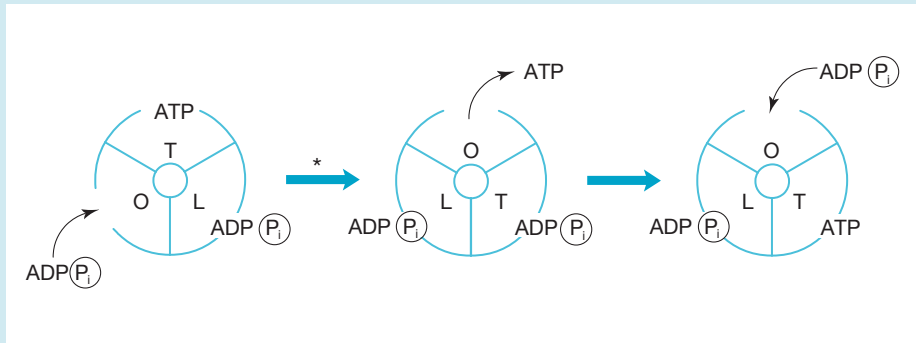 ATP
T
O L
ADP Pi
ADP Pi
*
ATP
O
L T
ADP Pi ADP Pi
ADP Pi
O
L T
ADP Pi ATP